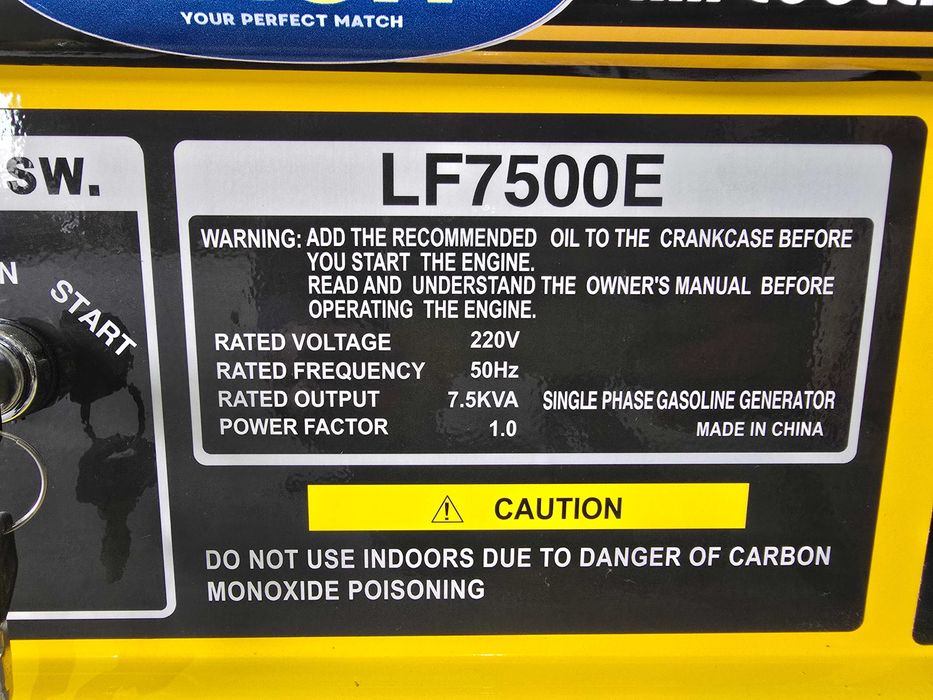 YOUR PERFECT MATCH
SW.
START
LF7500E
WARNING: ADD THE RECOMMENDED OIL TO THE CRANKCASE BEFORE
YOU START THE ENGINE.
READ AND UNDERSTAND THE OWNER'S MANUAL BEFORE
OPERATING THE ENGINE.
RATED VOLTAGE 220V
RATED FREQUENCY 50Hz
RATED OUTPUT 7.5KVA SINGLE PHASE GASOLINE GENERATOR
POWER FACTOR 1.0 MADE IN CHINA
⚠ CAUTION
DO NOT USE INDOORS DUE TO DANGER OF CARBON
MONOXIDE POISONING